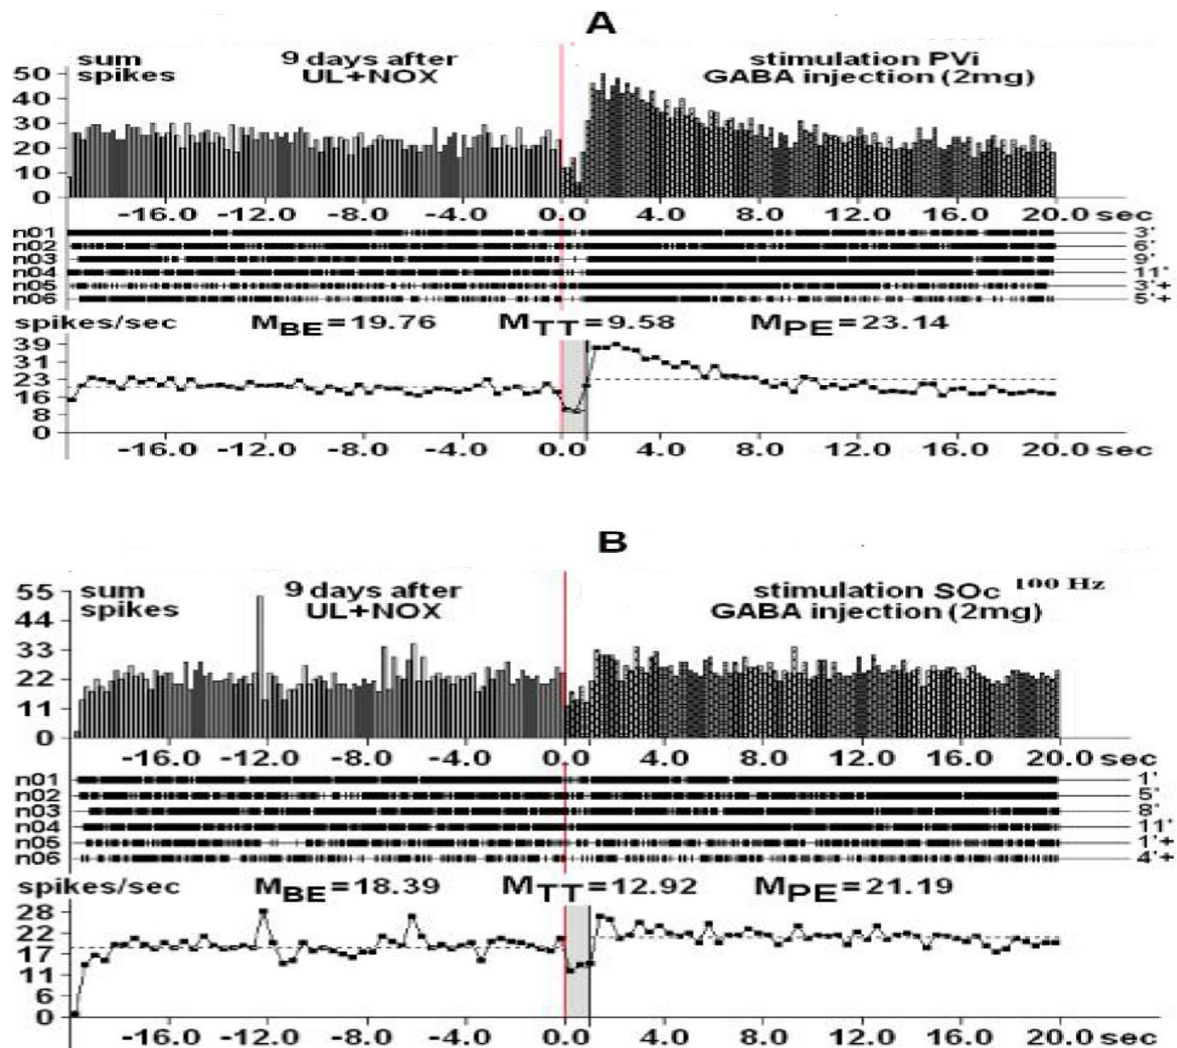 A
sum spikes
9 days after UL+NOX
stimulation PVi GABA injection (2mg)
50
40
30
20
10
0
-16.0 -12.0 -8.0 -4.0 0.0 4.0 8.0 12.0 16.0 20.0 sec
n01 3'
n02 6'
n03 9'
n04 11'
n05 3'+
n06 5'+
spikes/sec MBE=19.76 MTT=9.58 MPE=23.14
39
31
23
16
8
0
-16.0 -12.0 -8.0 -4.0 0.0 4.0 8.0 12.0 16.0 20.0 sec
B
sum spikes
9 days after UL+NOX
stimulation SOc 100 Hz
GABA injection (2mg)
55
44
33
22
11
0
-16.0 -12.0 -8.0 -4.0 0.0 4.0 8.0 12.0 16.0 20.0 sec
n01 1'
n02 5'
n03 8'
n04 11'
n05 1'+
n06 4'+
spikes/sec MBE=18.39 MTT=12.92 MPE=21.19
28
22
17
11
6
0
-16.0 -12.0 -8.0 -4.0 0.0 4.0 8.0 12.0 16.0 20.0 sec